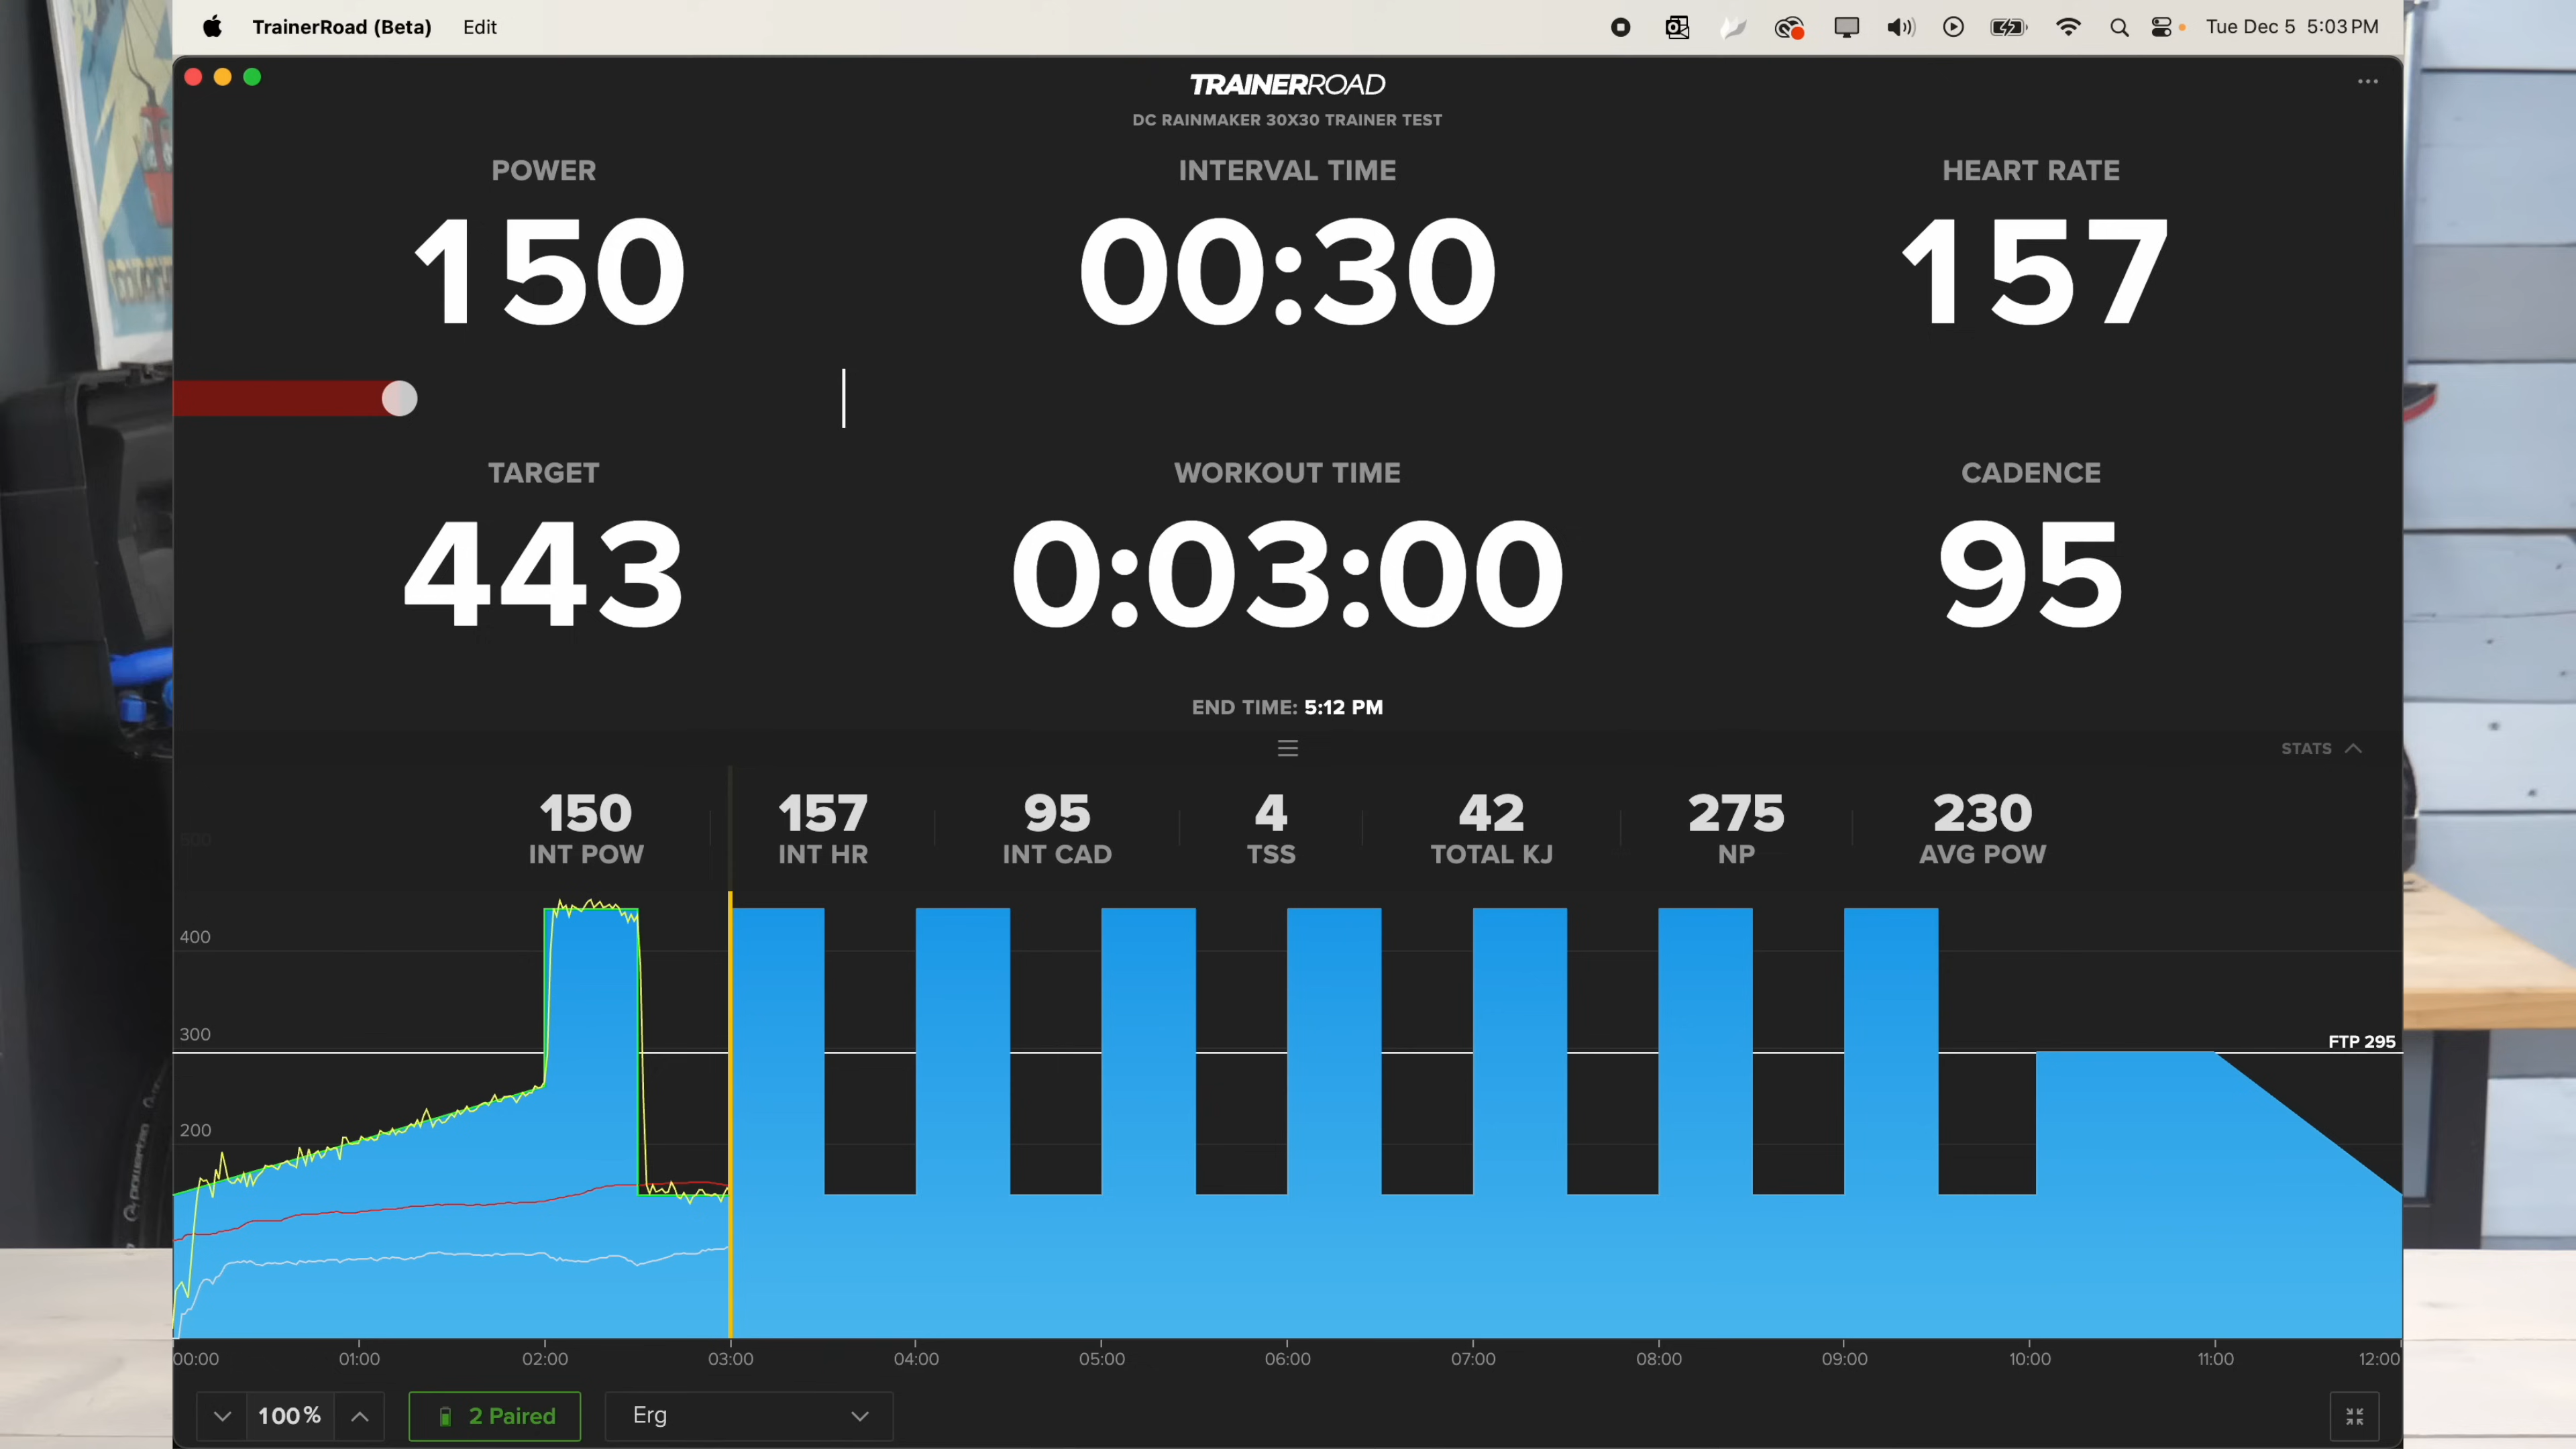 TrainerRoad (Beta) Edit Tue Dec 5 5:03 PM
TRAINERROAD
DC RAINMAKER 30X30 TRAINER TEST
POWER INTERVAL TIME HEART RATE
150 00:30 157
TARGET WORKOUT TIME CADENCE
443 0:03:00 95
END TIME: 5:12 PM
STATS
150 157 95 4 42 275 230
500
INT POW INT HR INT CAD TSS TOTAL KJ NP AVG POW
400
300
FTP 295
200
00:00 01:00 02:00 03:00 04:00 05:00 06:00 07:00 08:00 09:00 10:00 11:00 12:00
100% 2 Paired Erg